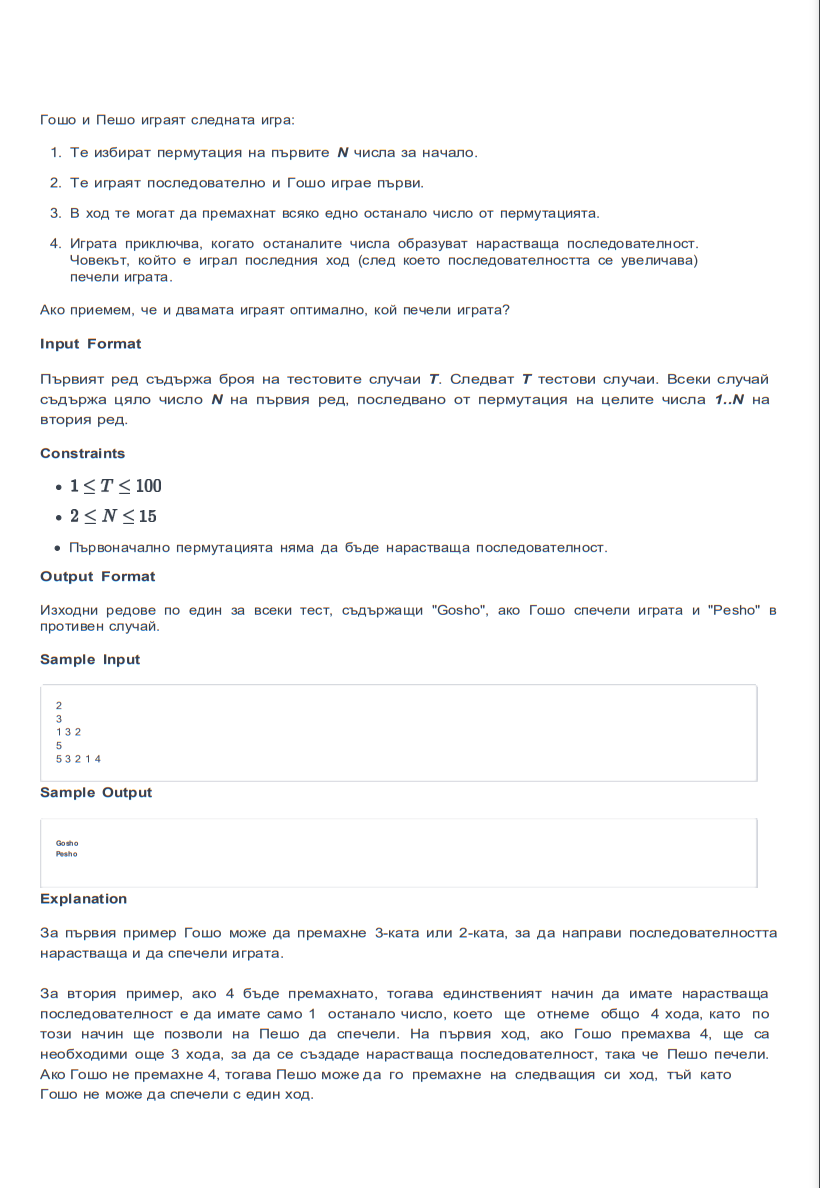 Гошо и Пешо играят следната игра:
1. Те избират пермутация на първите N числа за начало.
2. Те играят последователно и Гошо играе първи.
3. В ход те могат да премахнат всяко едно останало число от пермутацията.
4. Играта приключва, когато останалите числа образуват нарастваща последователност.
Човекът, който е играл последния ход (след което последователността се увеличава)
печели играта.
Ако приемем, че и двамата играят оптимално, кой печели играта?
Input Format
Първият ред съдържа броя на тестовите случаи T. Следват T тестови случаи. Всеки случай
съдържа цяло число N на първия ред, последвано от пермутация на целите числа 1..N на
втория ред.
Constraints
• 1 ≤ T ≤ 100
• 2 ≤ N ≤ 15
• Първоначално пермутацията няма да бъде нарастваща последователност.
Output Format
Изходни редове по един за всеки тест, съдържащи "Gosho", ако Гошо спечели играта и "Pesho" в
противен случай.
Sample Input
2
3
1 3 2
5
5 3 2 1 4
Sample Output
Gosho
Pesho
Explanation
За първия пример Гошо може да премахне 3-ката или 2-ката, за да направи последователността
нарастваща и да спечели играта.
За втория пример, ако 4 бъде премахнато, тогава единственият начин да имате нарастваща
последователност е да имате само 1 останало число, което ще отнеме общо 4 хода, като по
този начин ще позволи на Пешо да спечели. На първия ход, ако Гошо премахва 4, ще са
необходими още 3 хода, за да се създаде нарастваща последователност, така че Пешо печели.
Ако Гошо не премахне 4, тогава Пешо може да го премахне на следващия си ход, тъй като
Гошо не може да спечели с един ход.